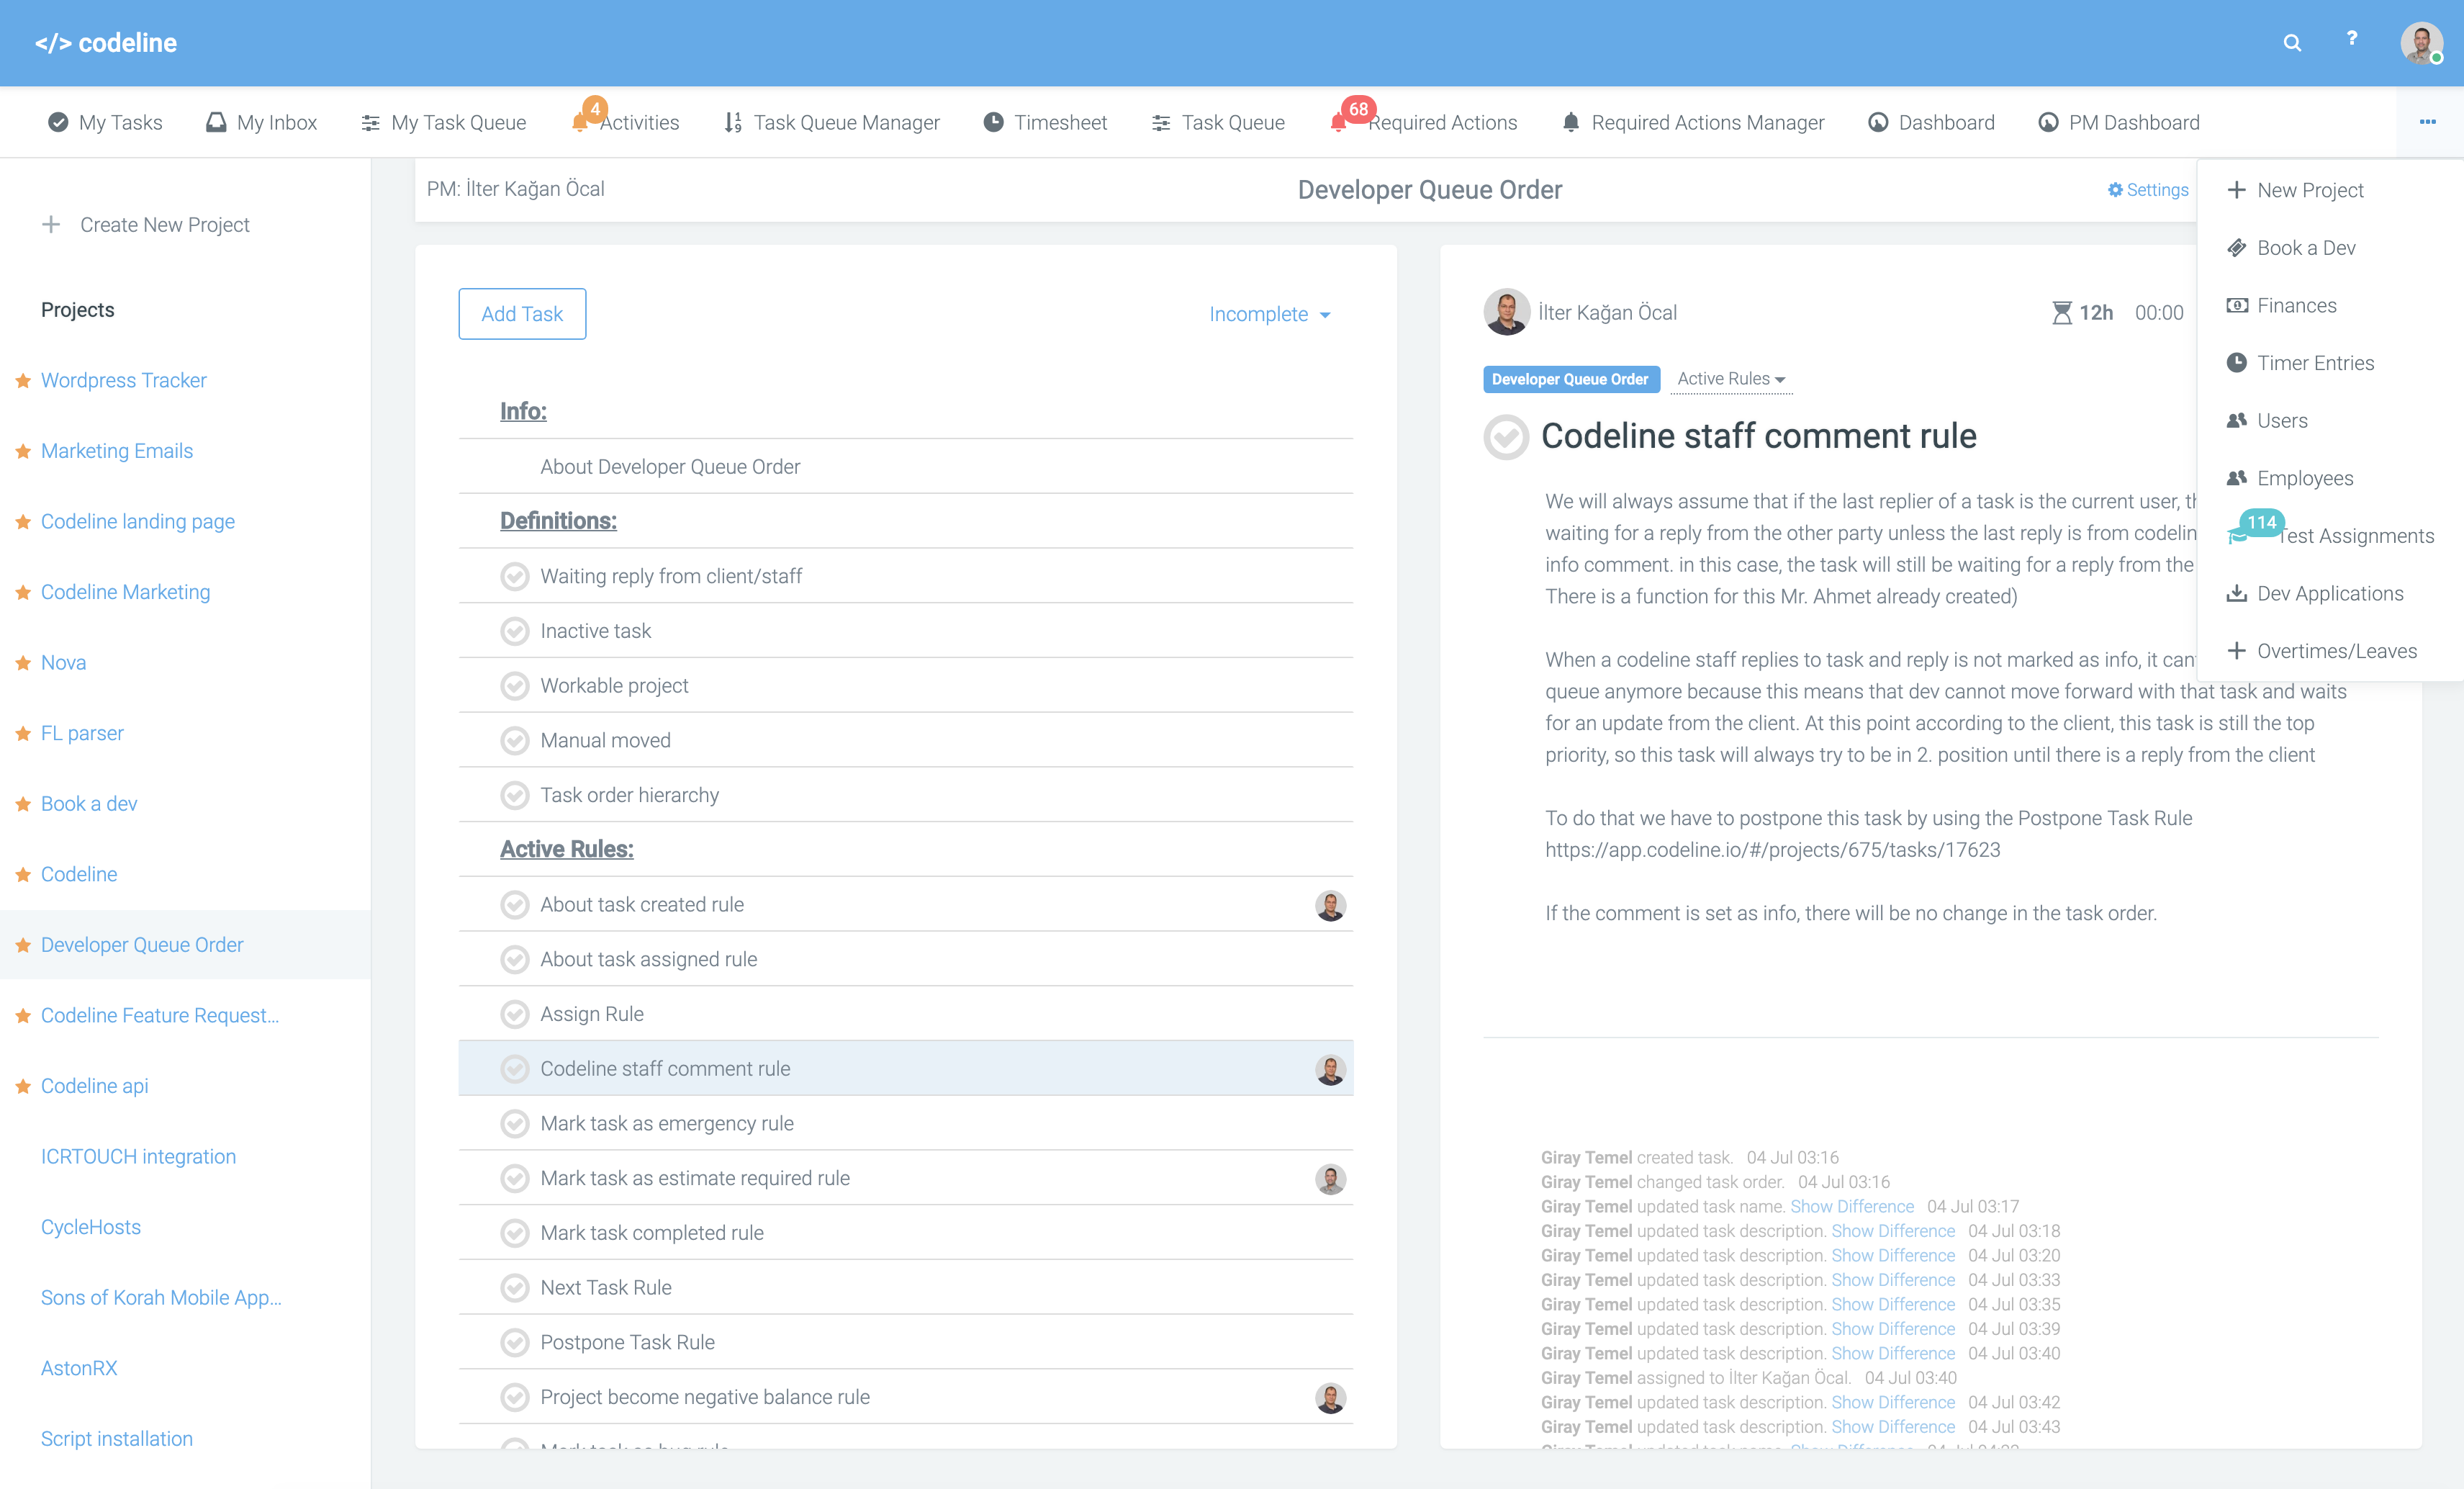 </> codeline
?
My Tasks
My Inbox
My Task Queue
4
Activities
Task Queue Manager
Timesheet
Task Queue
68
Required Actions
Required Actions Manager
Dashboard
PM Dashboard
Create New Project
Projects
Wordpress Tracker
Marketing Emails
Codeline landing page
Codeline Marketing
Nova
FL parser
Book a dev
Codeline
Developer Queue Order
Codeline Feature Request...
Codeline api
ICRTOUCH integration
CycleHosts
Sons of Korah Mobile App...
AstonRX
Script installation
PM: İlter Kağan Öcal
Developer Queue Order
Settings
Add Task
Incomplete
Info:
About Developer Queue Order
Definitions:
Waiting reply from client/staff
Inactive task
Workable project
Manual moved
Task order hierarchy
Active Rules:
About task created rule
About task assigned rule
Assign Rule
Codeline staff comment rule
Mark task as emergency rule
Mark task as estimate required rule
Mark task completed rule
Next Task Rule
Postpone Task Rule
Project become negative balance rule
İlter Kağan Öcal
12h 00:00
Developer Queue Order
Active Rules
Codeline staff comment rule
We will always assume that if the last replier of a task is the current user,
waiting for a reply from the other party unless the last reply is from
info comment. in this case, the task will still be waiting for a reply from the
There is a function for this Mr. Ahmet already created)
When a codeline staff replies to task and reply is not marked as info, it
queue anymore because this means that dev cannot move forward with that task and waits
for an update from the client. At this point according to the client, this task is still the top
priority, so this task will always try to be in 2. position until there is a reply from the client
To do that we have to postpone this task by using the Postpone Task Rule
https://app.codeline.io/#/projects/675/tasks/17623
If the comment is set as info, there will be no change in the task order.
Giray Temel created task. 04 Jul 03:16
Giray Temel changed task order. 04 Jul 03:16
Giray Temel updated task name. Show Difference 04 Jul 03:17
Giray Temel updated task description. Show Difference 04 Jul 03:18
Giray Temel updated task description. Show Difference 04 Jul 03:20
Giray Temel updated task description. Show Difference 04 Jul 03:33
Giray Temel updated task description. Show Difference 04 Jul 03:35
Giray Temel updated task description. Show Difference 04 Jul 03:39
Giray Temel updated task description. Show Difference 04 Jul 03:40
Giray Temel assigned to İlter Kağan Öcal. 04 Jul 03:40
Giray Temel updated task description. Show Difference 04 Jul 03:42
Giray Temel updated task description. Show Difference 04 Jul 03:43
New Project
Book a Dev
Finances
Timer Entries
Users
Employees
114
Test Assignments
Dev Applications
Overtimes/Leaves